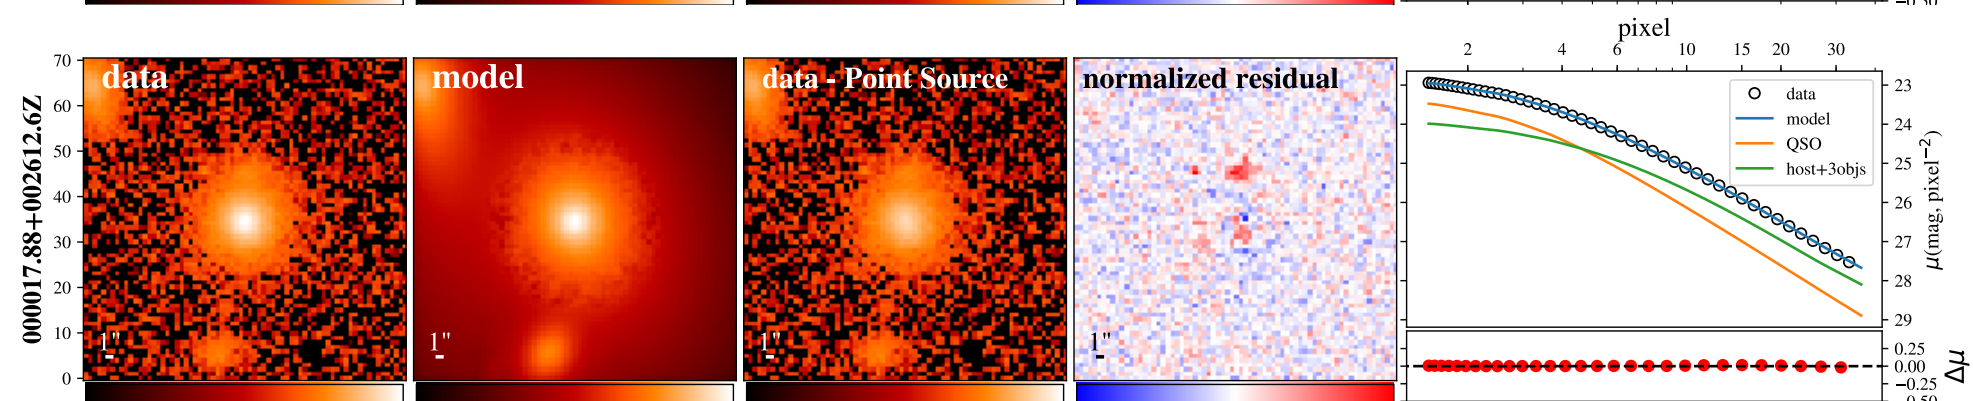 −0.50
pixel
2 4 6 10 15 20 30
000017.88+002612.6Z
70
60
50
40
30
20
10
0
data
1"
model
1"
data - Point Source
1"
normalized residual
1"
data
model
QSO
host+3objs
23
24
25
26
27
28
29
μ(mag, pixel⁻²)
0.25
0.00
−0.25
Δμ